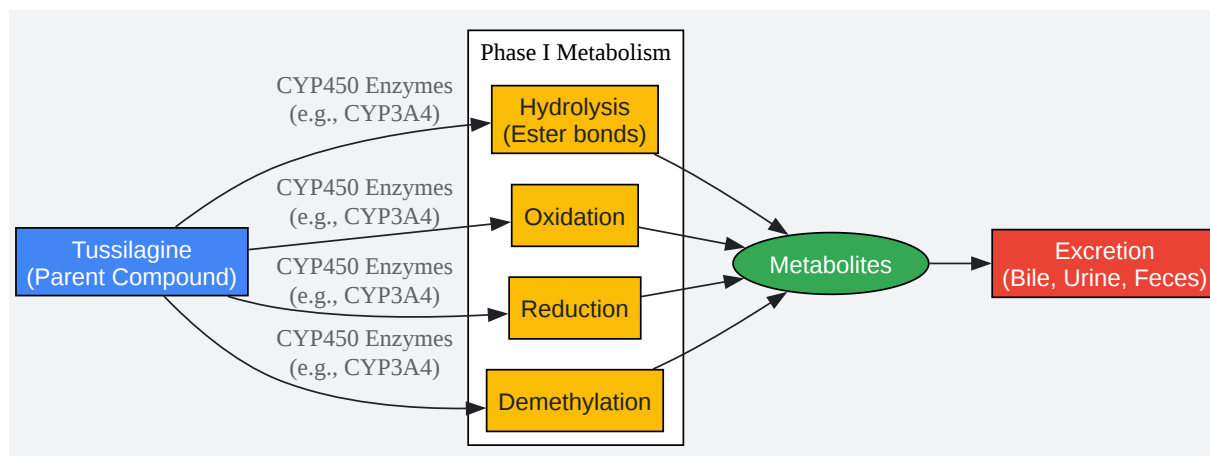 Phase I Metabolism
CYP450 Enzymes
(e.g., CYP3A4)
Hydrolysis
(Ester bonds)
CYP450 Enzymes
(e.g., CYP3A4)
Oxidation
Tussilagine
(Parent Compound)
CYP450 Enzymes
(e.g., CYP3A4)
Reduction
CYP450 Enzymes
(e.g., CYP3A4)
Demethylation
Metabolites
Excretion
(Bile, Urine, Feces)